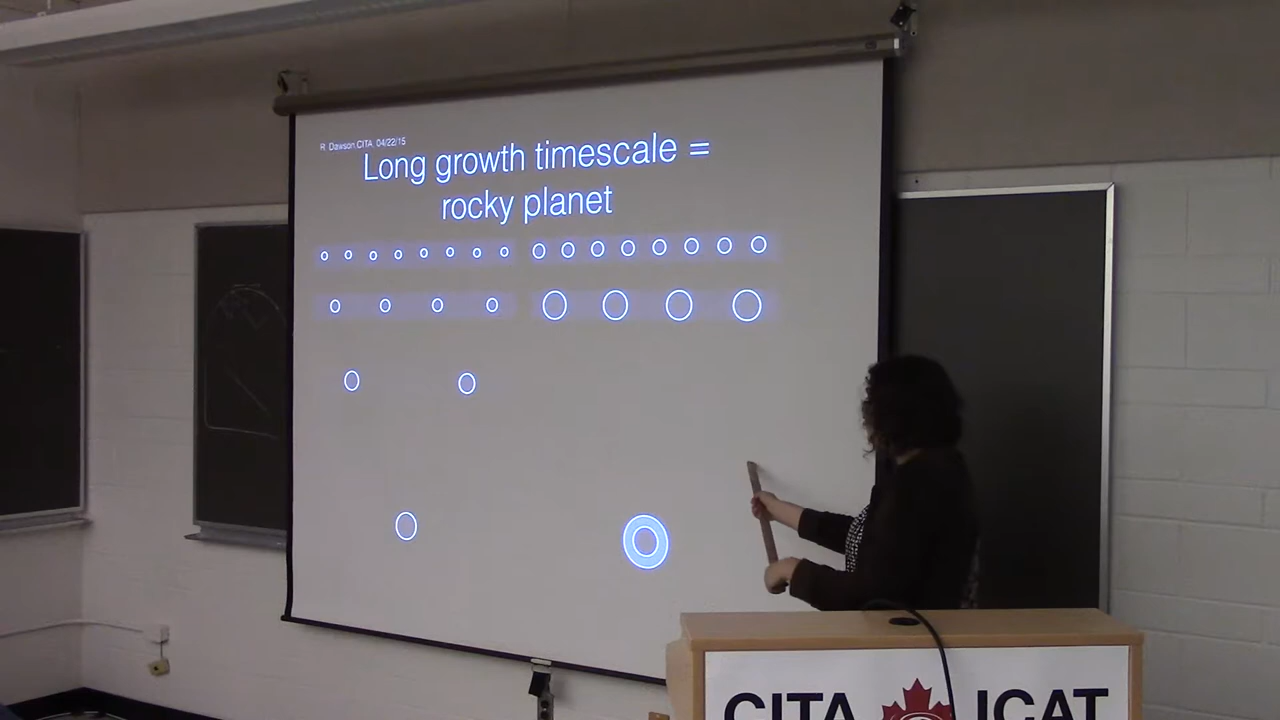 R. Dawson,CITA, 04/22/15
Long growth timescale =
rocky planet
CITA ICAT